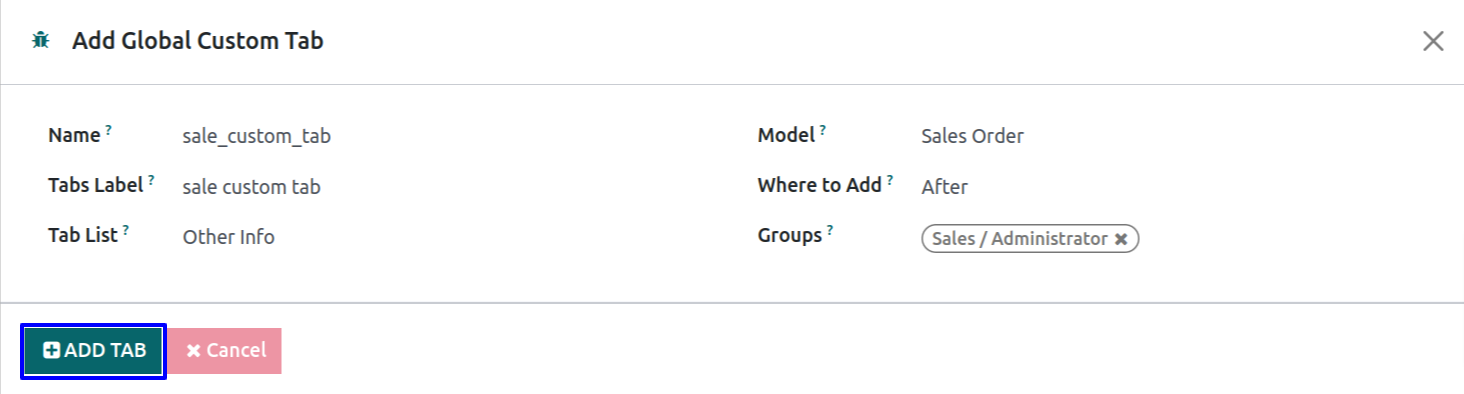 Add Global Custom Tab
Name ? sale_custom_tab Model ? Sales Order
Tabs Label ? sale custom tab Where to Add ? After
Tab List ? Other Info Groups ? Sales / Administrator
ADD TAB Cancel